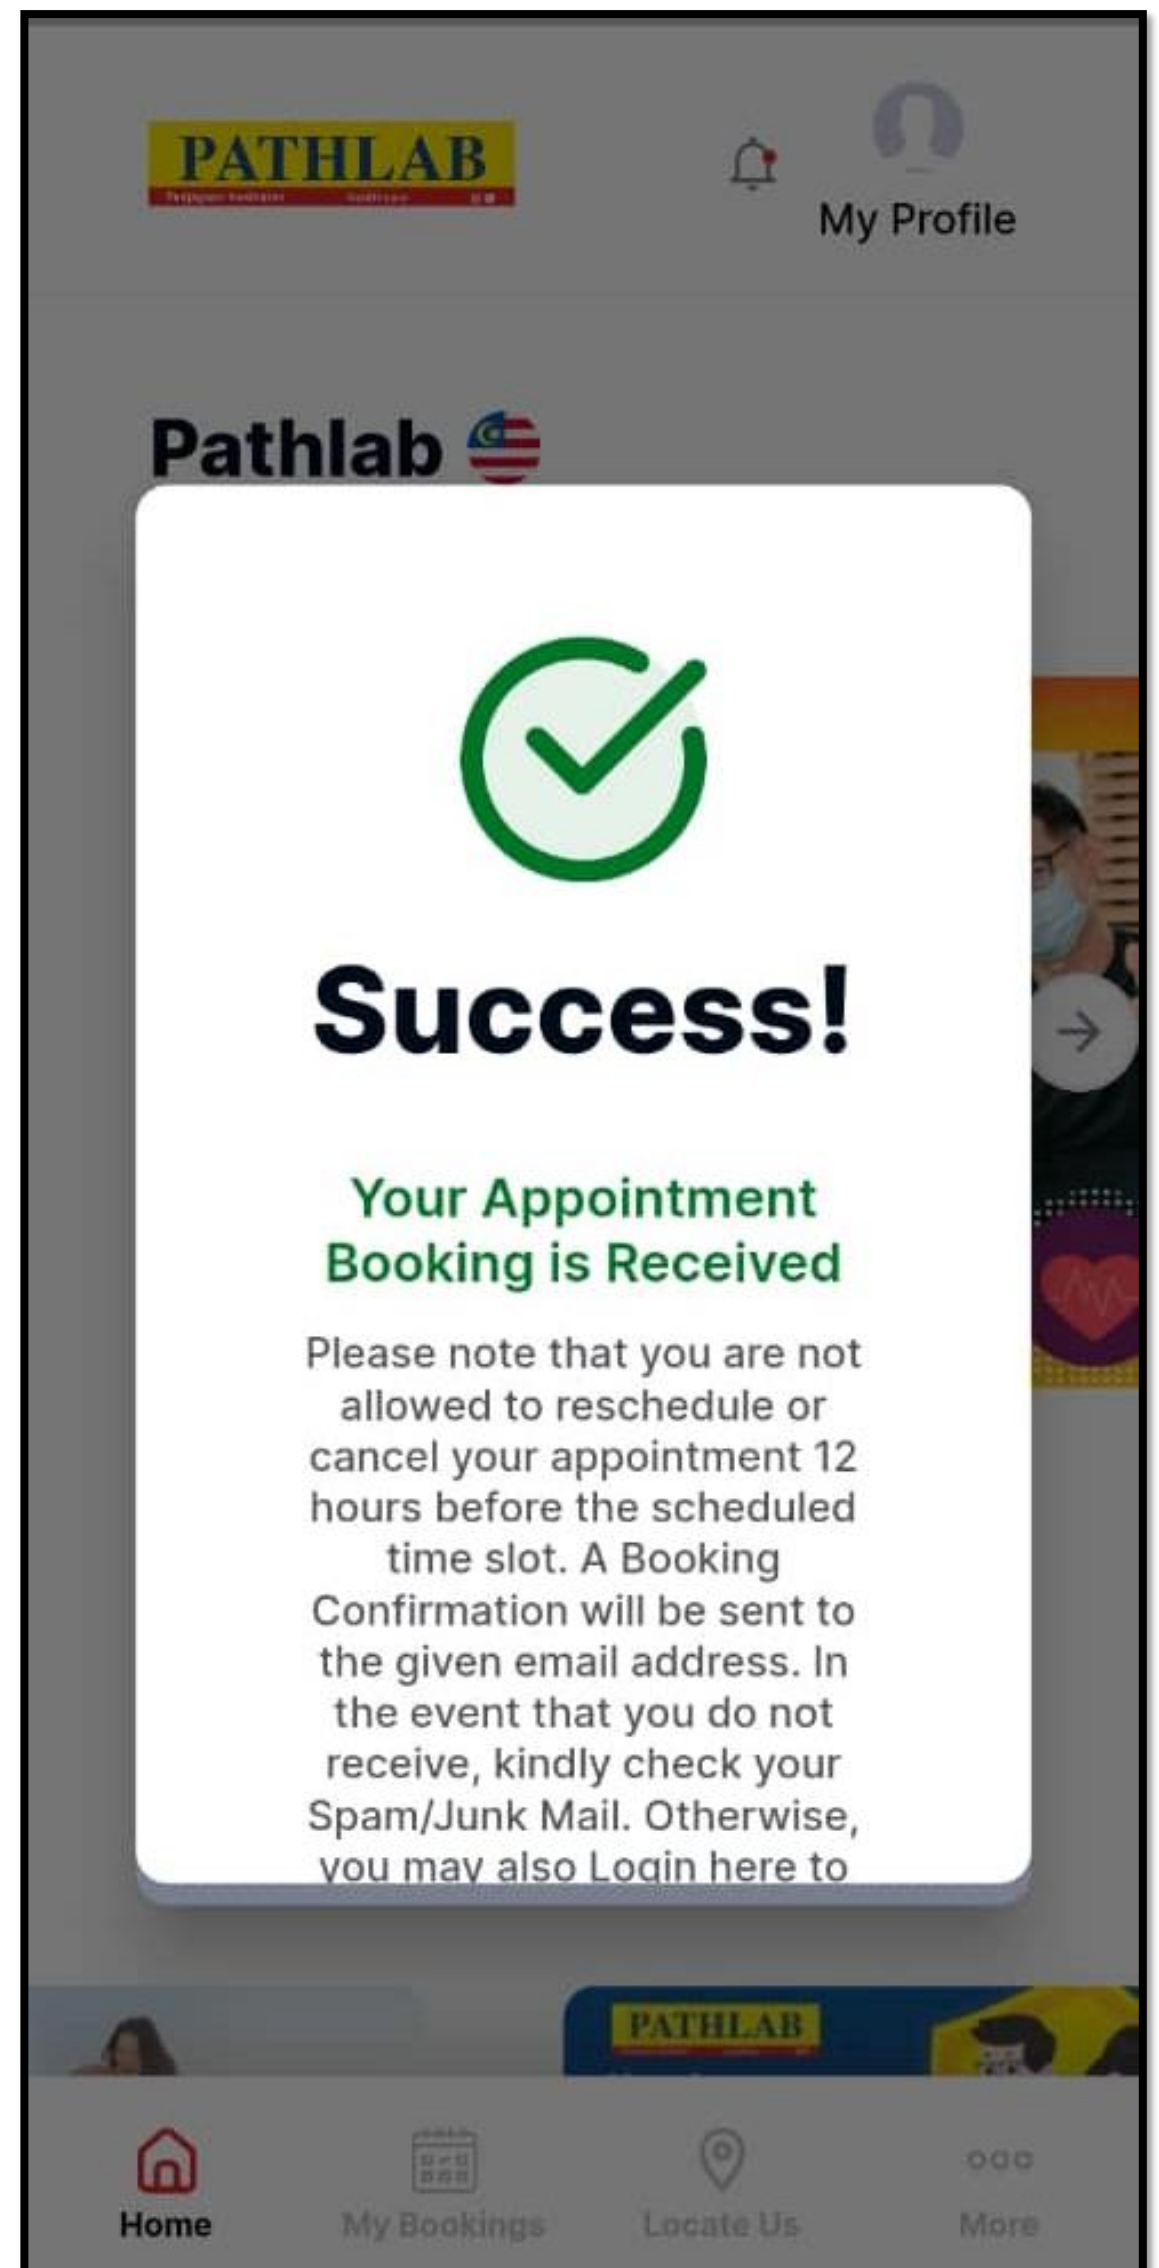 PATHLAB
My Profile
Pathlab
Success!
Your Appointment
Booking is Received
Please note that you are not
allowed to reschedule or
cancel your appointment 12
hours before the scheduled
time slot. A Booking
Confirmation will be sent to
the given email address. In
the event that you do not
receive, kindly check your
Spam/Junk Mail. Otherwise,
you may also Login here to
PATHLAB
Home
My Bookings
Locate Us
More